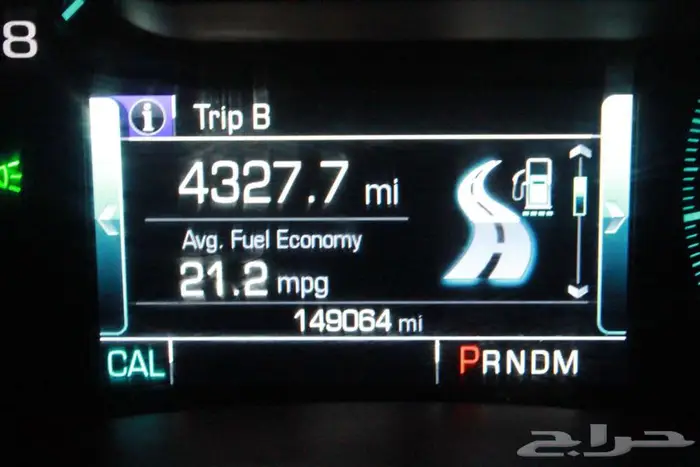 8
Trip B
4327.7 mi
Avg. Fuel Economy
21.2 mpg
149064 mi
CAL
PRNDM
حراج